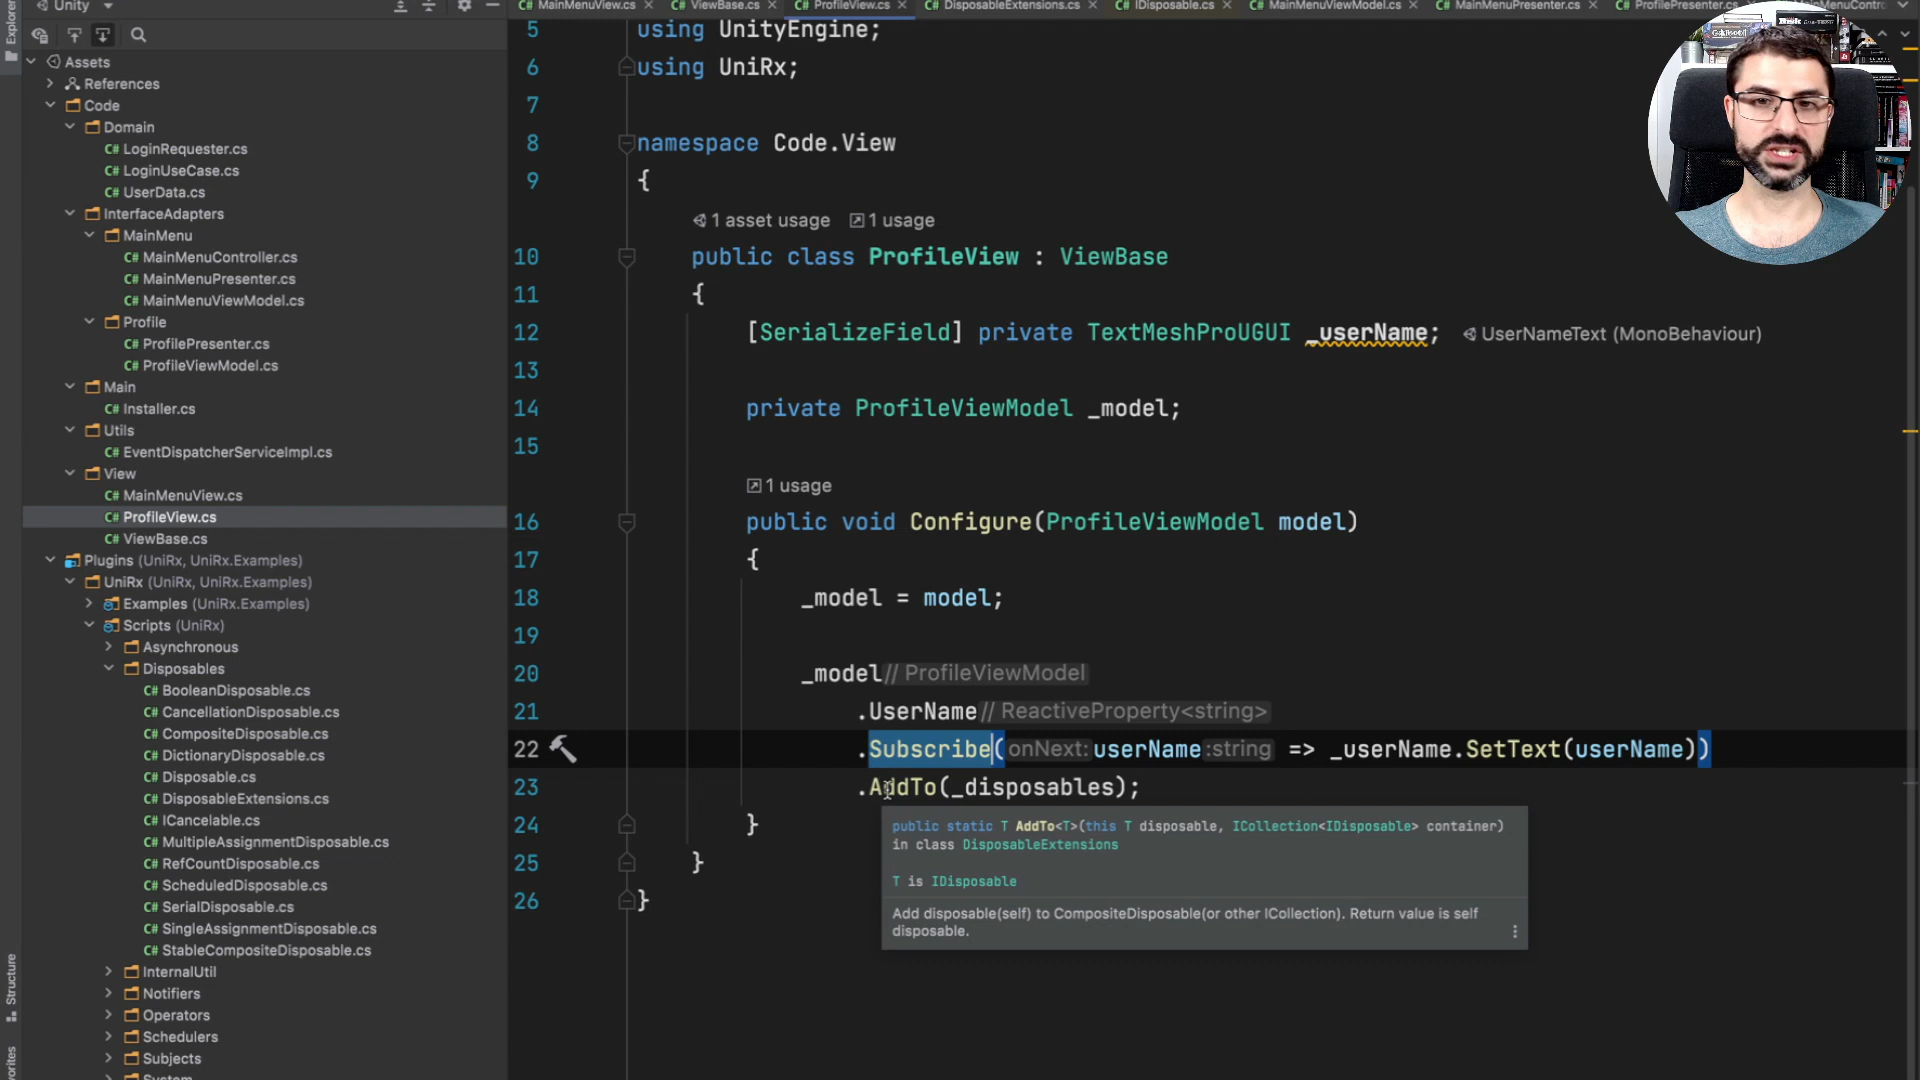 Unity
MainMenuView.cs
ViewBase.cs
ProfileView.cs
DisposableExtensions.cs
IDisposable.cs
MainMenuViewModel.cs
MainMenuPresenter.cs
ProfilePresenter.cs
MainMenuContro
Explorer
Assets
References
Code
Domain
C# LoginRequester.cs
C# LoginUseCase.cs
C# UserData.cs
InterfaceAdapters
MainMenu
C# MainMenuController.cs
C# MainMenuPresenter.cs
C# MainMenuViewModel.cs
Profile
C# ProfilePresenter.cs
C# ProfileViewModel.cs
Main
C# Installer.cs
Utils
C# EventDispatcherServiceImpl.cs
View
C# MainMenuView.cs
C# ProfileView.cs
C# ViewBase.cs
Plugins (UniRx, UniRx.Examples)
UniRx (UniRx, UniRx.Examples)
Examples (UniRx.Examples)
Scripts (UniRx)
Asynchronous
Disposables
C# BooleanDisposable.cs
C# CancellationDisposable.cs
C# CompositeDisposable.cs
C# DictionaryDisposable.cs
C# Disposable.cs
C# DisposableExtensions.cs
C# ICancelable.cs
C# MultipleAssignmentDisposable.cs
C# RefCountDisposable.cs
C# ScheduledDisposable.cs
C# SerialDisposable.cs
C# SingleAssignmentDisposable.cs
C# StableCompositeDisposable.cs
InternalUtil
Notifiers
Operators
Schedulers
Subjects
System
Structure
5 using UnityEngine;
6 using UniRx;
7
8 namespace Code.View
9 {
1 asset usage 1 usage
10 public class ProfileView : ViewBase
11 {
12 [SerializeField] private TextMeshProUGUI _userName; UserNameText (MonoBehaviour)
13
14 private ProfileViewModel _model;
15
1 usage
16 public void Configure(ProfileViewModel model)
17 {
18 _model = model;
19
20 _model // ProfileViewModel
21 .UserName // ReactiveProperty<string>
22 .Subscribe(onNext: userName :string => _userName.SetText(userName))
23 .AddTo(_disposables);
24 }
25 }
26 }
public static T AddTo<T>(this T disposable, ICollection<IDisposable> container)
in class DisposableExtensions
T is IDisposable
Add disposable(self) to CompositeDisposable(or other ICollection). Return value is self
disposable.